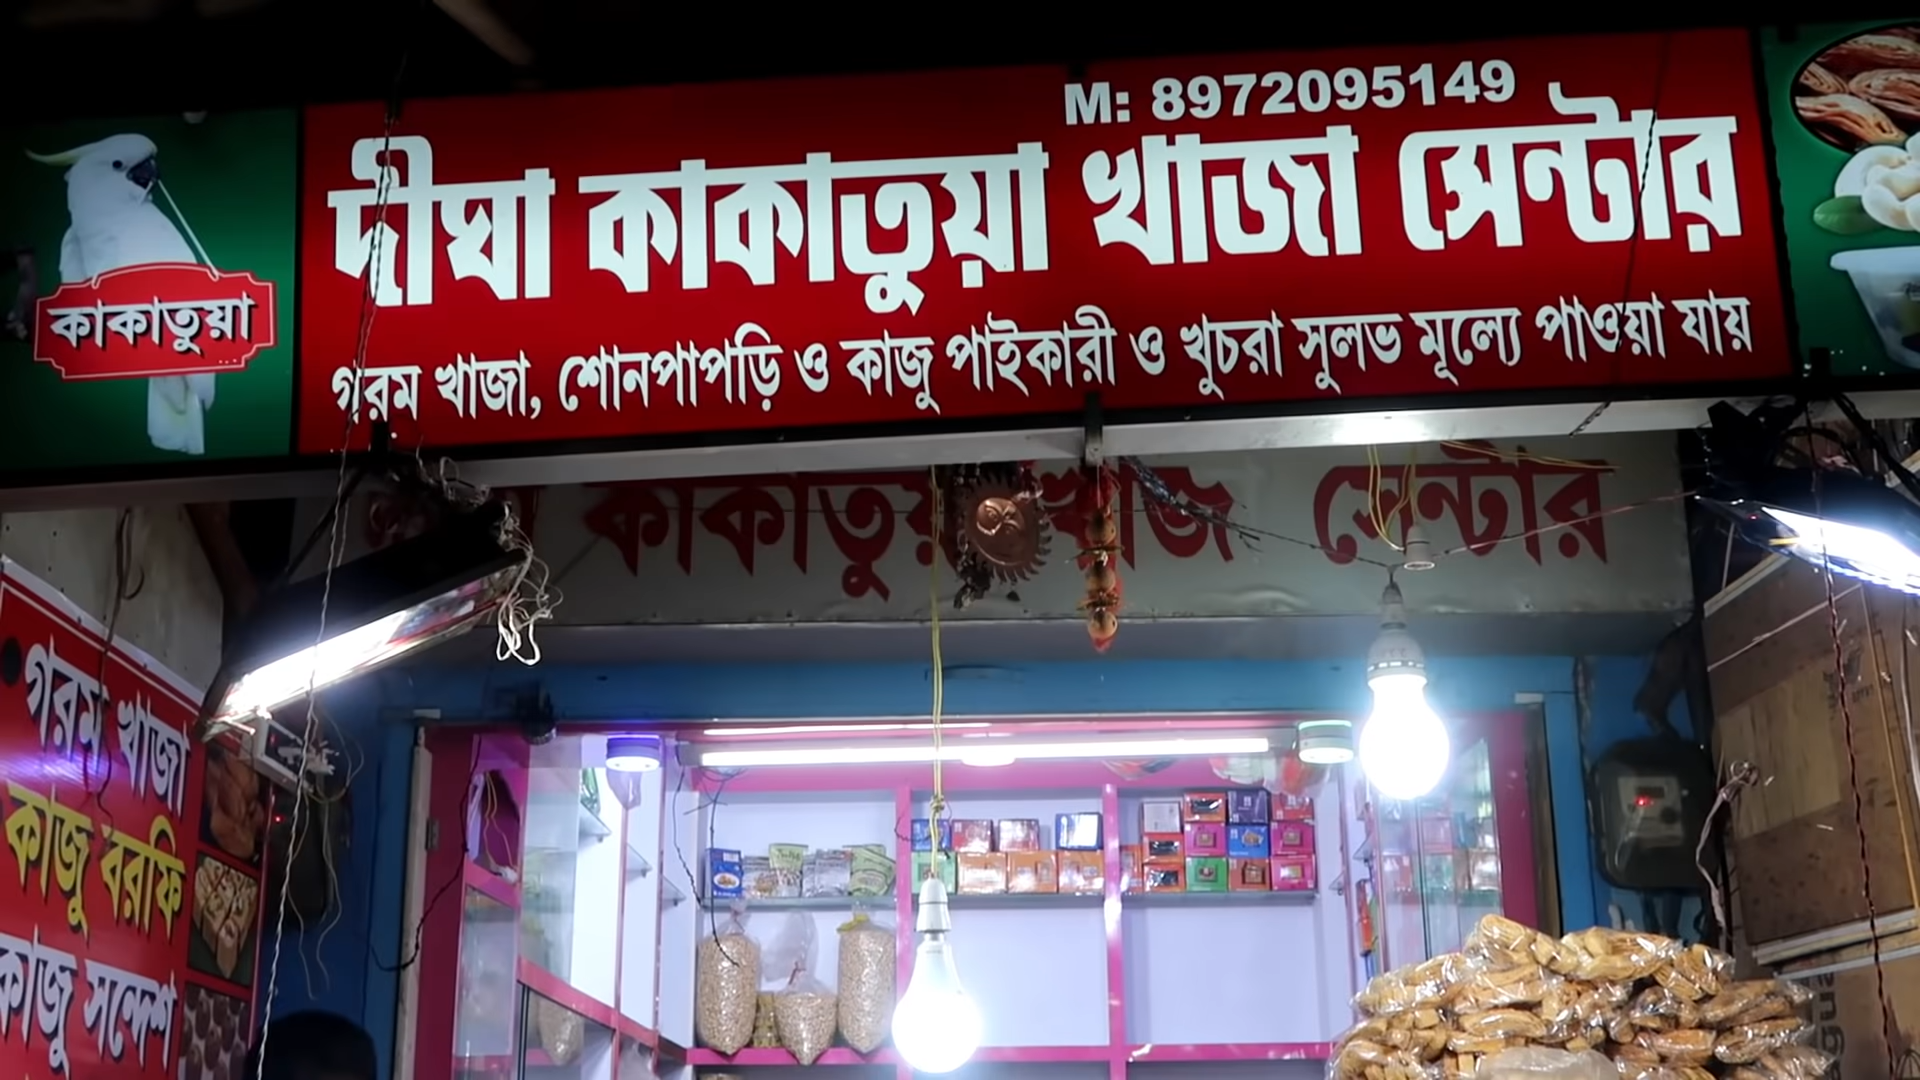 M: 8972095149
দীঘা কাকাতুয়া খাজা সেন্টার
কাকাতুয়া
গরম খাজা, শোনপাপড়ি ও কাজু পাইকারী ও খুচরা সুলভ মূল্যে পাওয়া যায়
কাকাতুয়া খাজা সেন্টার
গরম খাজা
কাজু বরফি
কাজু সন্দেশ